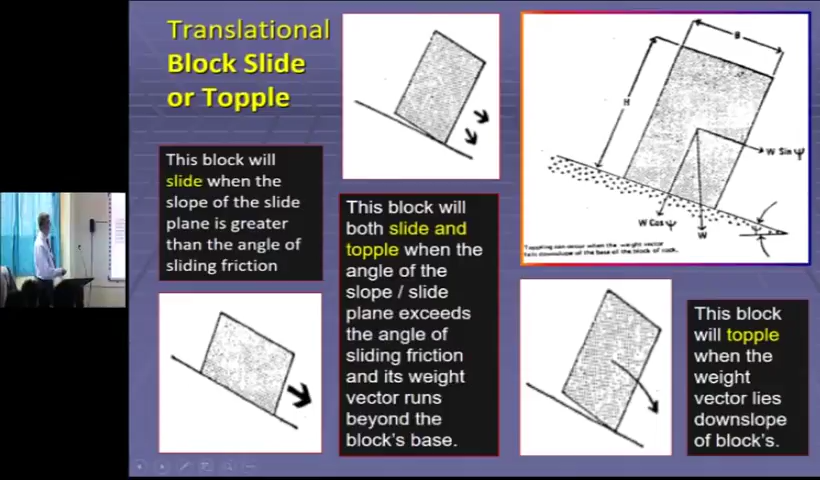 Translational
Block Slide
or Topple
This block will
slide when the
slope of the slide
plane is greater
than the angle of
sliding friction
This block will
both slide and
topple when the
angle of the
slope / slide
plane exceeds
the angle of
sliding friction
and its weight
vector runs
beyond the
block's base.
B
H
W Sin ψ
W Cos ψ
W
ψ
Toppling can occur when the weight vector
falls downslope of the base of the block of rock.
This block
will topple
when the
weight
vector lies
downslope
of block's.